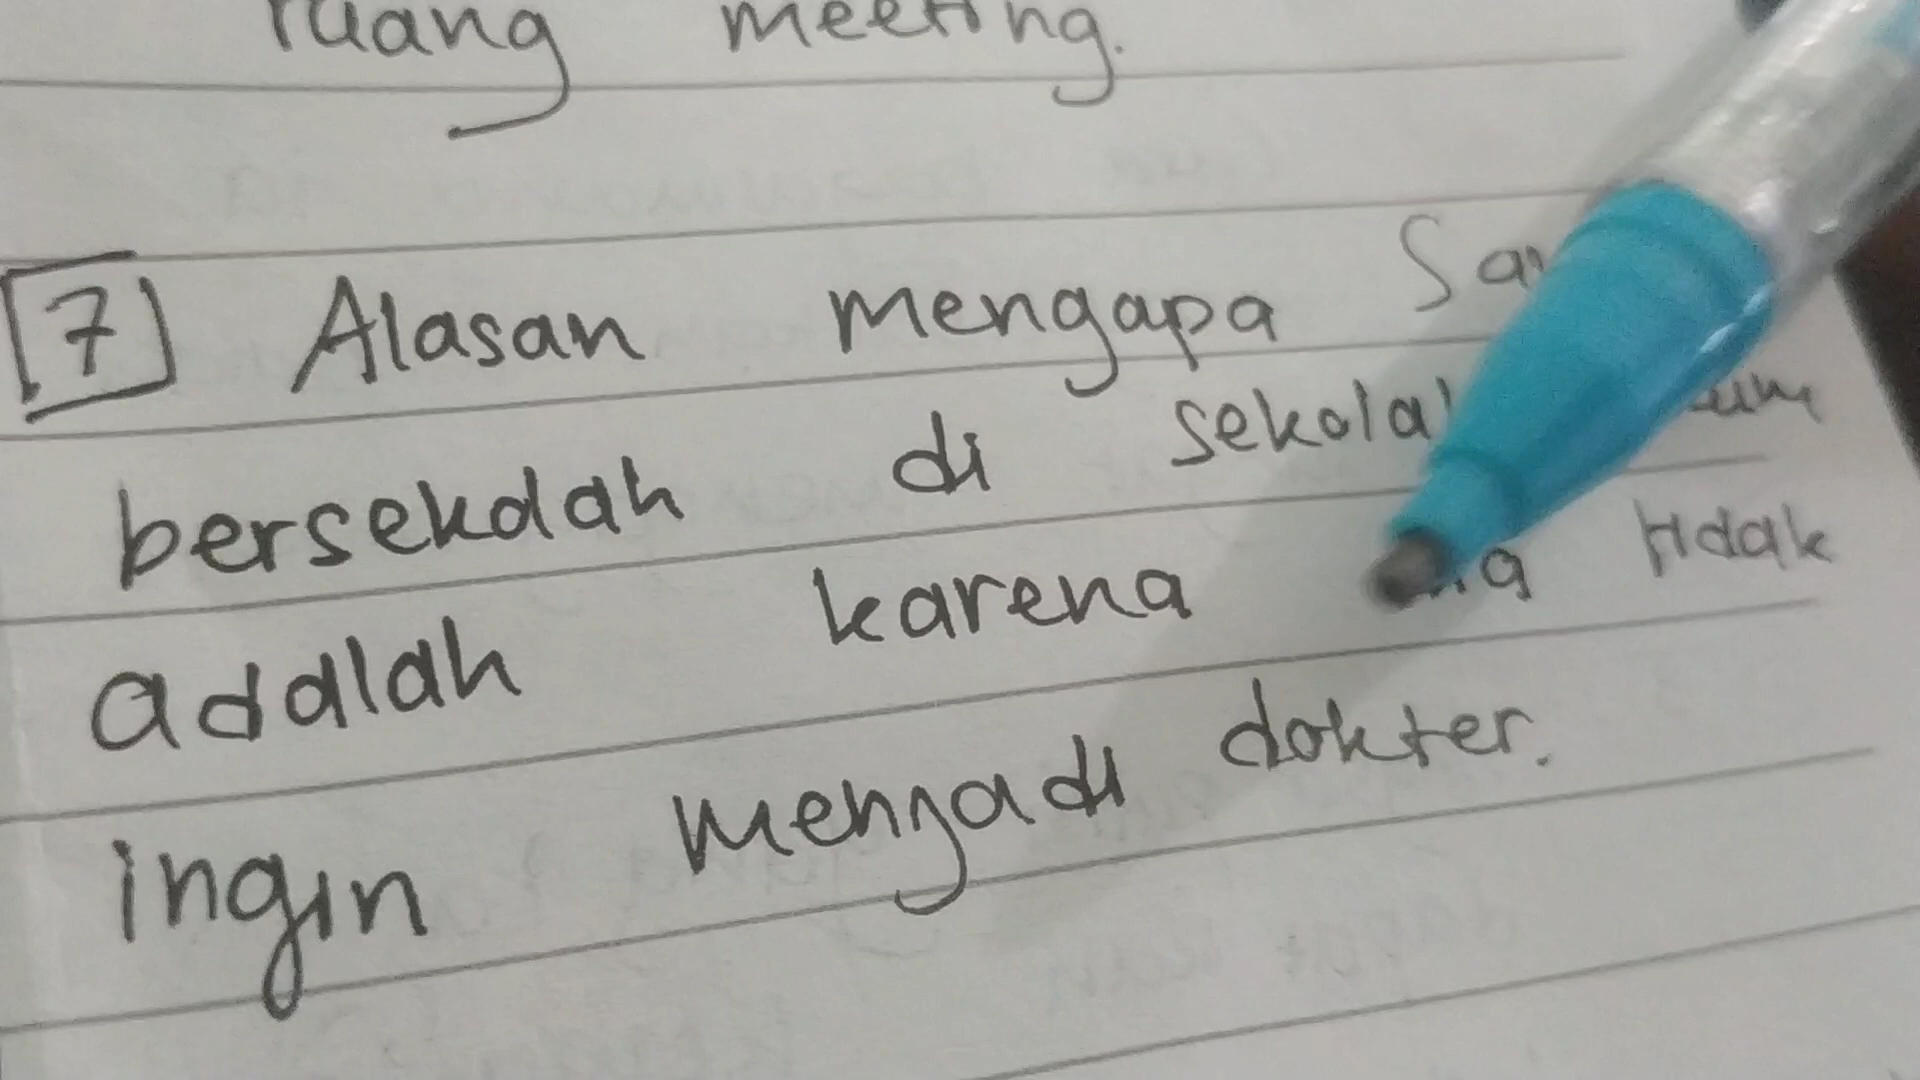 ruang meeting.
[7] Alasan mengapa
bersekolah di
adalah karena tidak
ingin menjadi dokter.